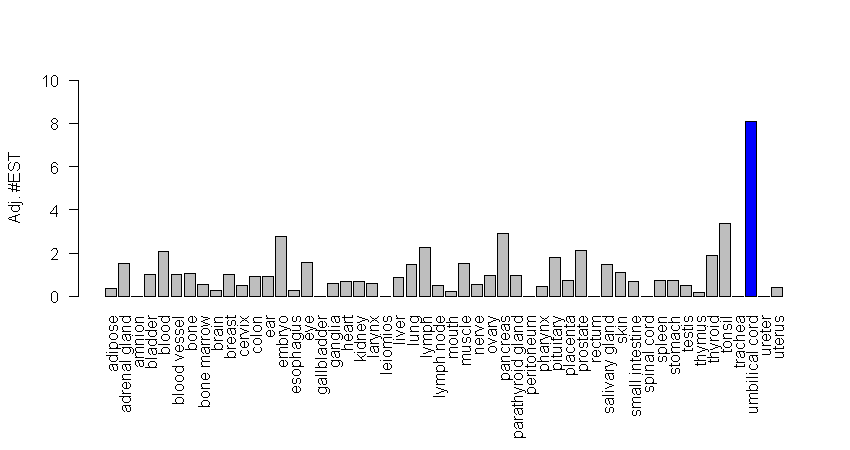 10
8
6
4
2
0
Adj. #EST
adipose
adrenal gland
amnion
bladder
blood
blood vessel
bone
bone marrow
brain
breast
cervix
colon
ear
embryo
esophagus
eye
gallbladder
ganglia
heart
kidney
larynx
leiomios
liver
lung
lymph
lymph node
mouth
muscle
nerve
ovary
pancreas
parathyroid gland
peritoneum
pharynx
pituitary
placenta
prostate
rectum
salivary gland
skin
small intestine
spinal cord
spleen
stomach
testis
thymus
thyroid
tonsil
trachea
umbilical cord
ureter
uterus